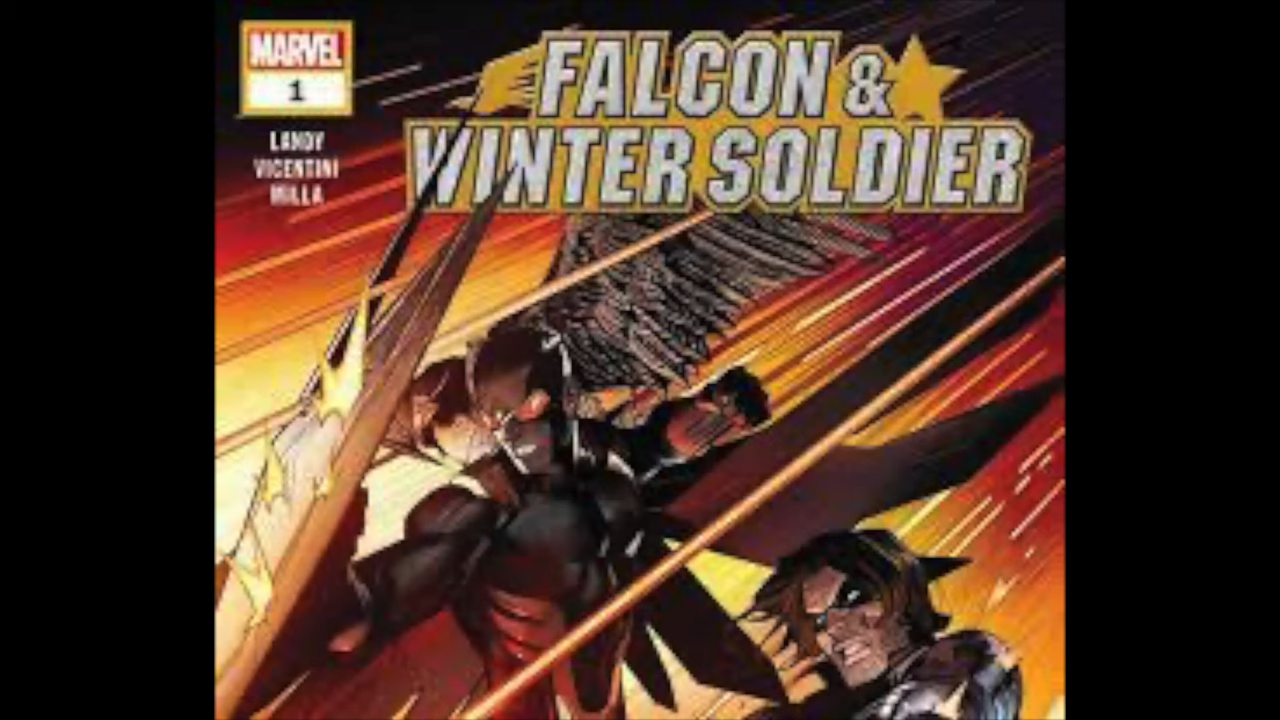 MARVEL
1
LANDY
VICENTINI
MILLA
FALCON &
WINTER SOLDIER